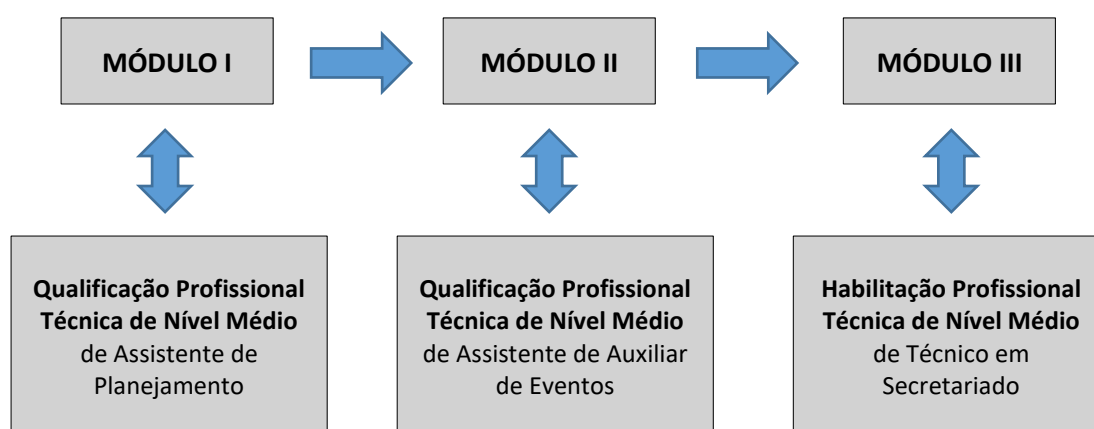 MÓDULO I
MÓDULO II
MÓDULO III
Qualificação Profissional
Técnica de Nível Médio
de Assistente de
Planejamento
Qualificação Profissional
Técnica de Nível Médio
de Assistente de Auxiliar
de Eventos
Habilitação Profissional
Técnica de Nível Médio
de Técnico em
Secretariado